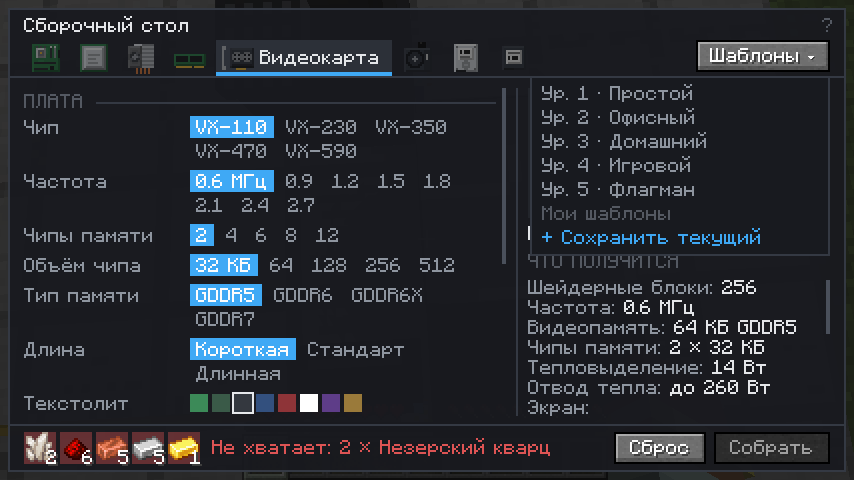 Сборочный стол
?
Видеокарта
Шаблоны
ПЛАТА
Чип VX-110 VX-230 VX-350
VX-470 VX-590
Частота 0.6 МГц 0.9 1.2 1.5 1.8
2.1 2.4 2.7
Чипы памяти 2 4 6 8 12
Объём чипа 32 КБ 64 128 256 512
Тип памяти GDDR5 GDDR6 GDDR6X
GDDR7
Длина Короткая Стандарт
Длинная
Текстолит
Ур. 1 · Простой
Ур. 2 · Офисный
Ур. 3 · Домашний
Ур. 4 · Игровой
Ур. 5 · Флагман
Мои шаблоны
+ Сохранить текущий
ЧТО ПОЛУЧИТСЯ
Шейдерные блоки: 256
Частота: 0.6 МГц
Видеопамять: 64 КБ GDDR5
Чипы памяти: 2 × 32 КБ
Тепловыделение: 14 Вт
Отвод тепла: до 260 Вт
Экран:
2 6 5 5 1
Не хватает: 2 × Незерский кварц
Сброс
Собрать